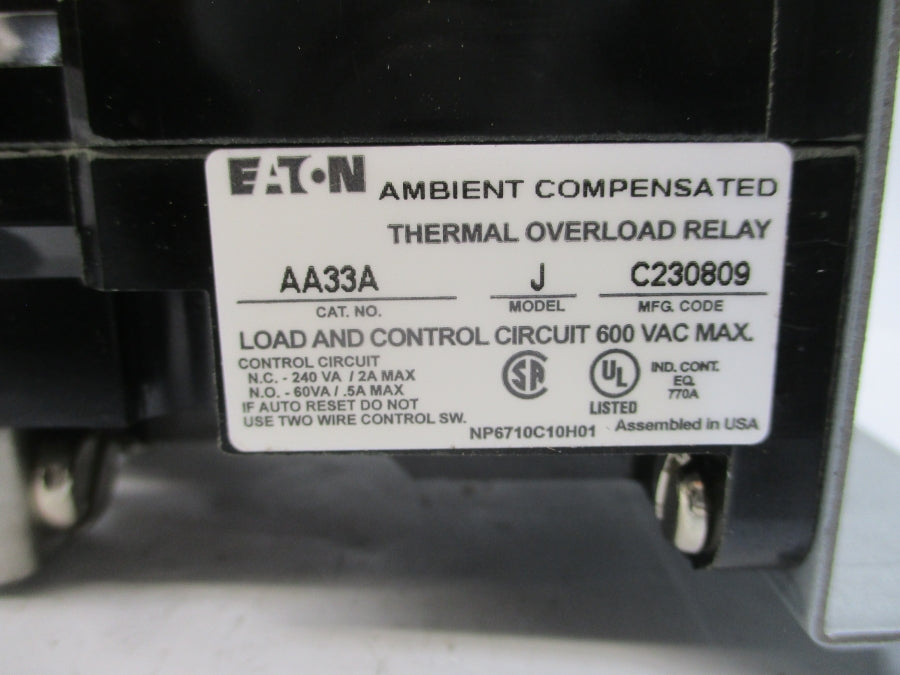 EATON AMBIENT COMPENSATED
THERMAL OVERLOAD RELAY
AA33A J C230809
CAT. NO. MODEL MFG. CODE
LOAD AND CONTROL CIRCUIT 600 VAC MAX.
CONTROL CIRCUIT
N.C. - 240 VA / 2A MAX
N.O. - 60VA / .5A MAX
IF AUTO RESET DO NOT
USE TWO WIRE CONTROL SW.
SA
UL
LISTED
IND. CONT.
EQ.
770A
NP6710C10H01 Assembled in USA